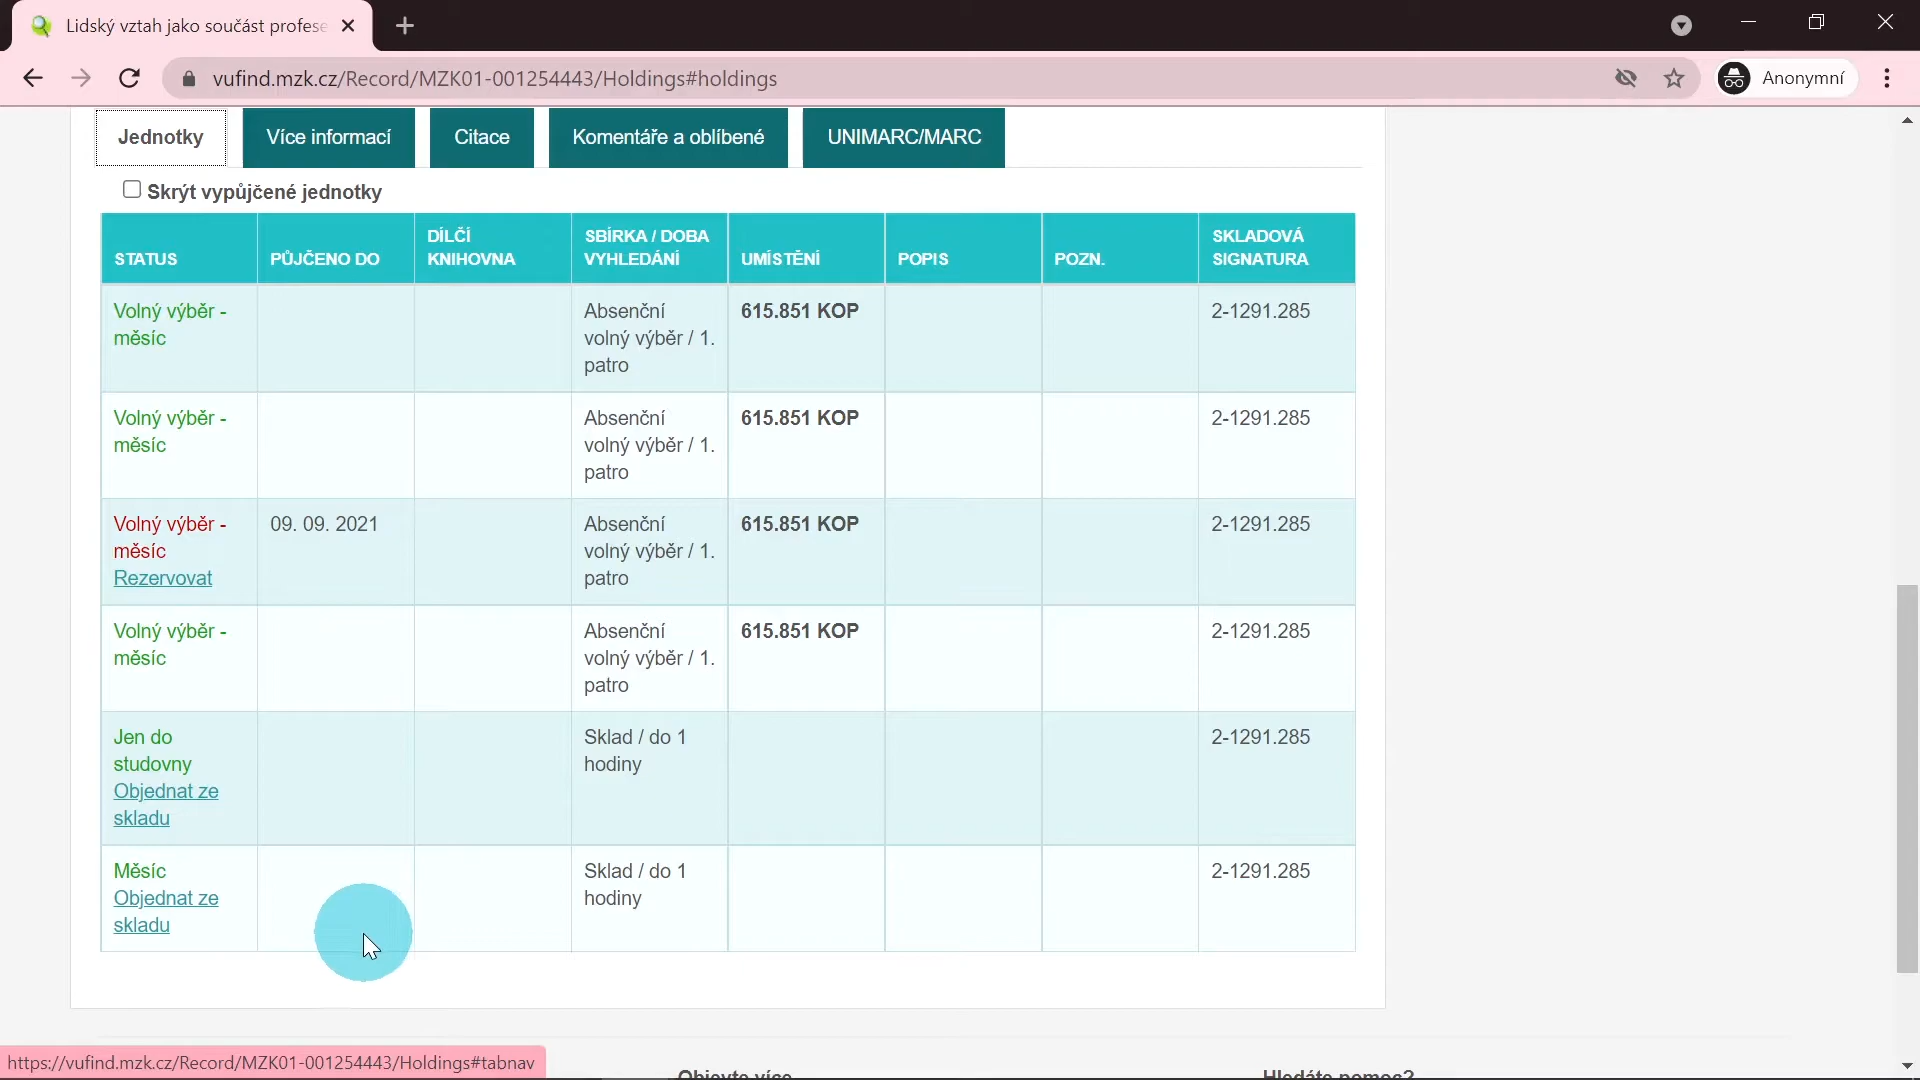 Lidský vztah jako součást profese
vufind.mzk.cz/Record/MZK01-001254443/Holdings#holdings
Anonymní
Jednotky
Více informací
Citace
Komentáře a oblíbené
UNIMARC/MARC
Skrýt vypůjčené jednotky
STATUS
PŮJČENO DO
DÍLČÍ
KNIHOVNA
SBÍRKA / DOBA
VYHLEDÁNÍ
UMÍSTĚNÍ
POPIS
POZN.
SKLADOVÁ
SIGNATURA
Volný výběr -
měsíc
Absenční
volný výběr / 1.
patro
615.851 KOP
2-1291.285
Volný výběr -
měsíc
Absenční
volný výběr / 1.
patro
615.851 KOP
2-1291.285
Volný výběr -
měsíc
Rezervovat
09. 09. 2021
Absenční
volný výběr / 1.
patro
615.851 KOP
2-1291.285
Volný výběr -
měsíc
Absenční
volný výběr / 1.
patro
615.851 KOP
2-1291.285
Jen do
studovny
Objednat ze
skladu
Sklad / do 1
hodiny
2-1291.285
Měsíc
Objednat ze
skladu
Sklad / do 1
hodiny
2-1291.285
https://vufind.mzk.cz/Record/MZK01-001254443/Holdings#tabnav
Objevte více
Hledáte pomoc?